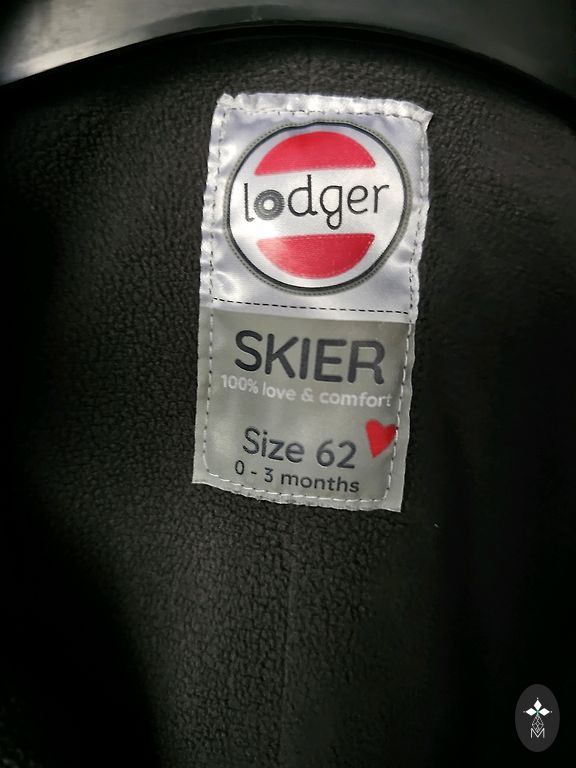 lodger
SKIER
100% love & comfort
Size 62
0 - 3 months
M